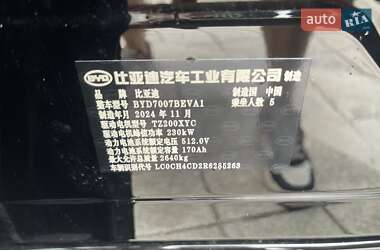 auto RIA
BYD 比亚迪汽车工业有限公司 制造
品 牌 比亚迪 制造国 中国
整车型号 BYD7007BEVA1 乘坐人数 5
制造年月 2024 年 11 月
驱动电机型号 TZ200XYC
驱动电机峰值功率 230kW
动力电池系统额定电压 512.0V
动力电池系统额定容量 170Ah
最大允许总质量 2640kg
车辆识别代号